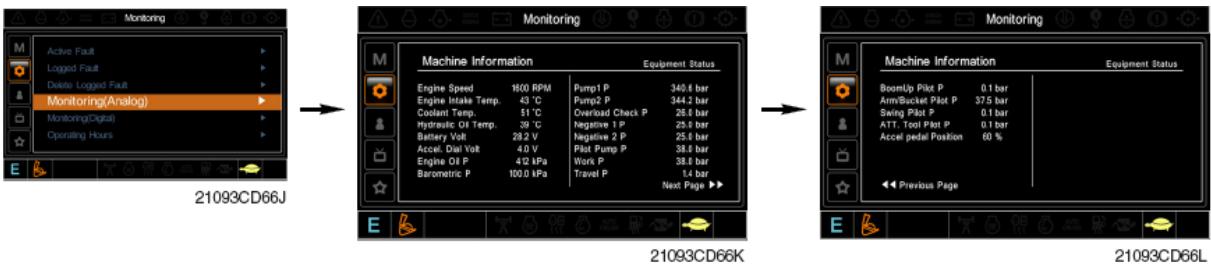 Monitoring
M
Active Fault
Logged Fault
Delete Logged Fault
Monitoring(Analog)
Monitoring(Digital)
Operating Hours
E
21093CD66J
Monitoring
M
Machine Information
Equipment Status
Engine Speed 1600 RPM
Engine Intake Temp. 43 °C
Coolant Temp. 51 °C
Hydraulic Oil Temp. 39 °C
Battery Volt 28.2 V
Accel. Dial Volt 4.0 V
Engine Oil P 412 kPa
Barometric P 100.0 kPa
Pump1 P 340.6 bar
Pump2 P 344.2 bar
Overload Check P 26.0 bar
Negative 1 P 25.0 bar
Negative 2 P 25.0 bar
Pilot Pump P 38.0 bar
Work P 38.0 bar
Travel P 1.4 bar
Next Page ▶▶
E
21093CD66K
Monitoring
M
Machine Information
Equipment Status
BoomUp Pilot P 0.1 bar
Arm/Bucket Pilot P 37.5 bar
Swing Pilot P 0.1 bar
ATT. Tool Pilot P 0.1 bar
Accel pedal Position 60 %
◀◀ Previous Page
E
21093CD66L